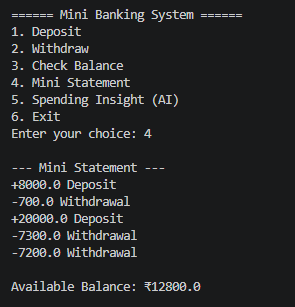 ====== Mini Banking System ======
1. Deposit
2. Withdraw
3. Check Balance
4. Mini Statement
5. Spending Insight (AI)
6. Exit
Enter your choice: 4
--- Mini Statement ---
+8000.0 Deposit
-700.0 Withdrawal
+20000.0 Deposit
-7300.0 Withdrawal
-7200.0 Withdrawal
Available Balance: ₹12800.0